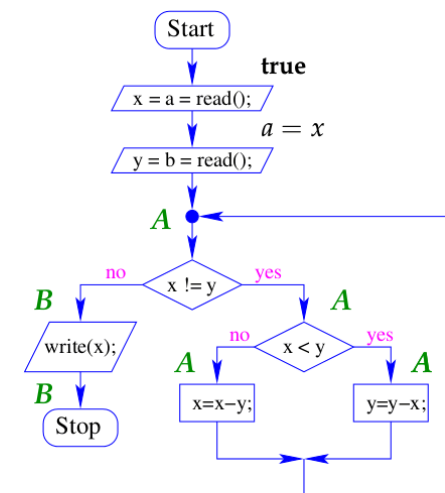 Start
true
x = a = read();
a = x
y = b = read();
A
no
yes
x != y
B
A
write(x);
no
yes
x < y
A
A
B
x=x−y;
y=y−x;
Stop